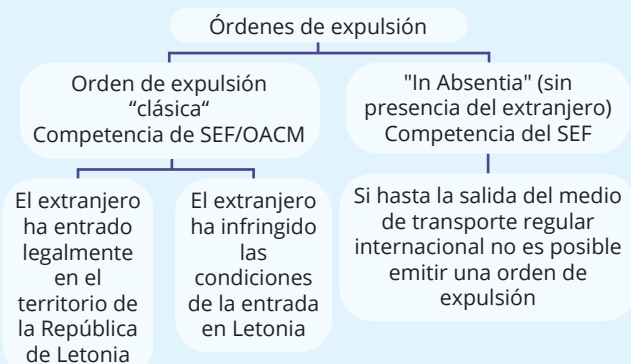 Órdenes de expulsión
Orden de expulsión
“clásica“
Competencia de SEF/OACM
"In Absentia" (sin
presencia del extranjero)
Competencia del SEF
El extranjero
ha entrado
legalmente
en el
territorio de
la República
de Letonia
El extranjero
ha infringido
las
condiciones
de la entrada
en Letonia
Si hasta la salida del medio
de transporte regular
internacional no es posible
emitir una orden de
expulsión